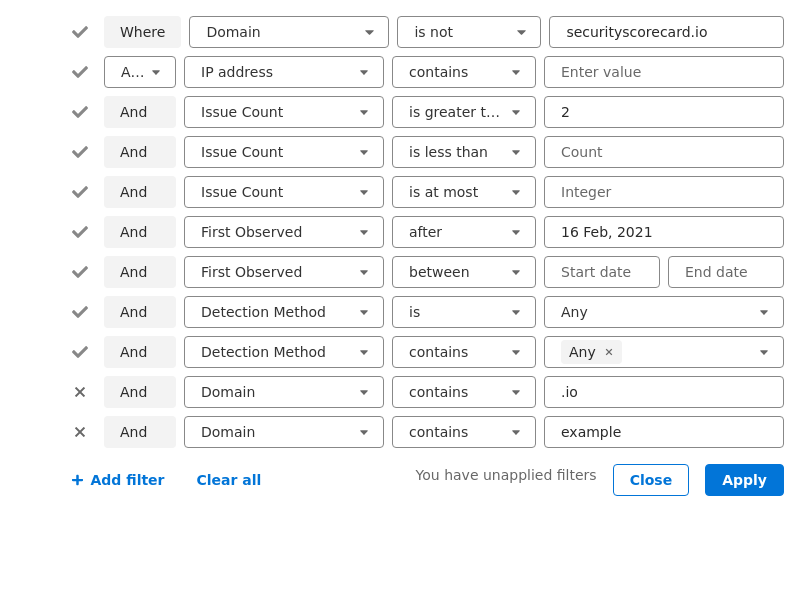 Where Domain is not securityscorecard.io
A... IP address contains Enter value
And Issue Count is greater t... 2
And Issue Count is less than Count
And Issue Count is at most Integer
And First Observed after 16 Feb, 2021
And First Observed between Start date End date
And Detection Method is Any
And Detection Method contains Any ×
And Domain contains .io
And Domain contains example
+ Add filter Clear all You have unapplied filters Close Apply